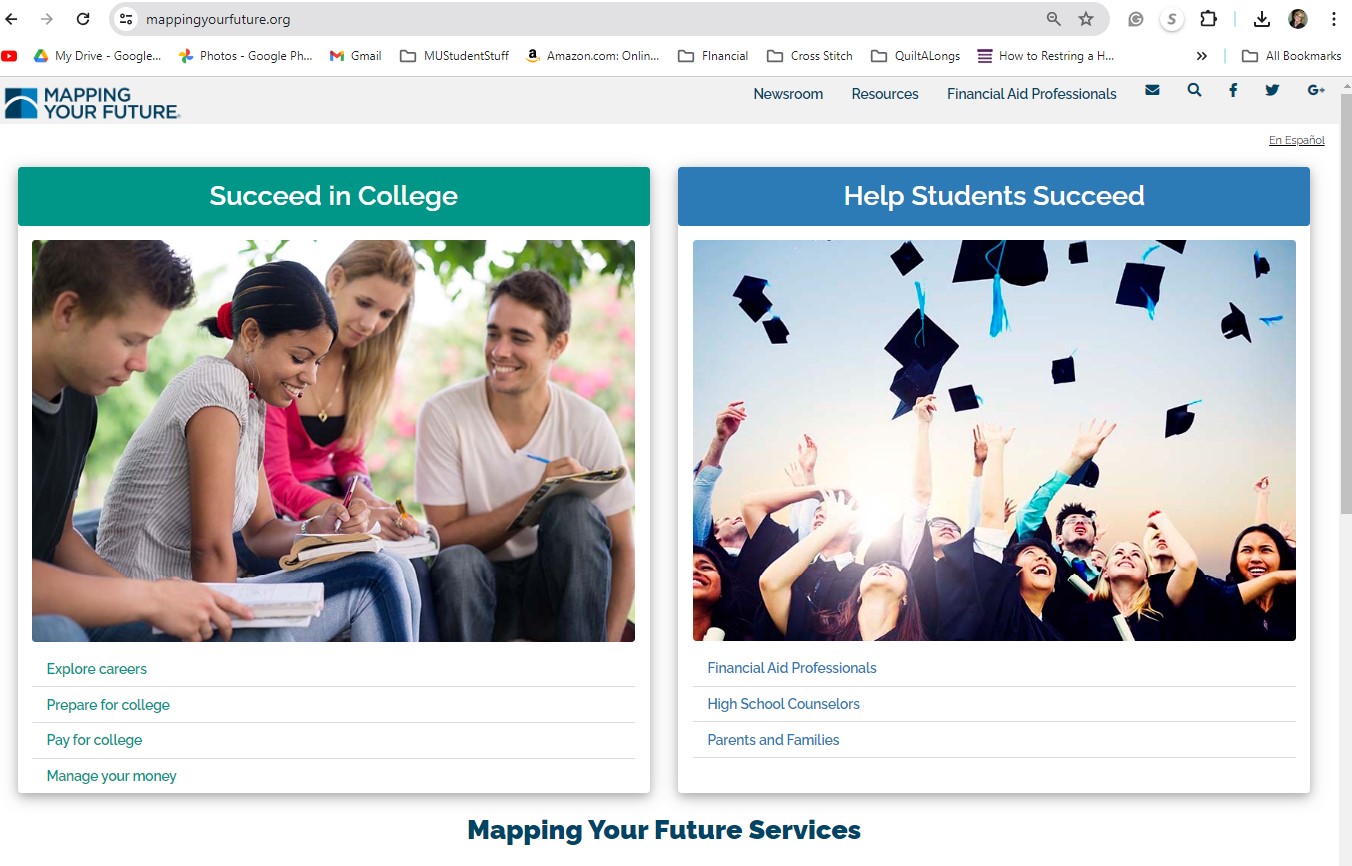 mappingyourfuture.org
My Drive - Google... Photos - Google Ph... Gmail MUStudentStuff Amazon.com: Onlin... FInancial Cross Stitch QuiltALongs How to Restring a H... » All Bookmarks
MAPPING
YOUR FUTURE
Newsroom Resources Financial Aid Professionals
En Español
Succeed in College
Help Students Succeed
Explore careers
Prepare for college
Pay for college
Manage your money
Financial Aid Professionals
High School Counselors
Parents and Families
Mapping Your Future Services